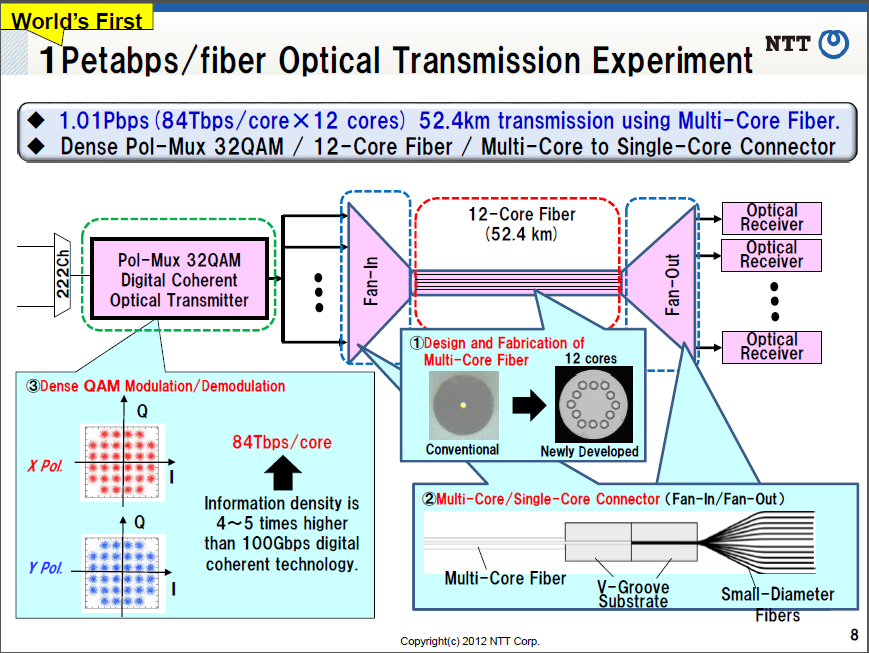 World's First
1Petabps/fiber Optical Transmission Experiment
NTT
◆ 1.01Pbps(84Tbps/core×12 cores) 52.4km transmission using Multi-Core Fiber.
◆ Dense Pol-Mux 32QAM / 12-Core Fiber / Multi-Core to Single-Core Connector
222Ch
Pol-Mux 32QAM
Digital Coherent
Optical Transmitter
Fan-In
12-Core Fiber
(52.4 km)
Fan-Out
Optical
Receiver
Optical
Receiver
Optical
Receiver
①Design and Fabrication of
Multi-Core Fiber
12 cores
Conventional
Newly Developed
③Dense QAM Modulation/Demodulation
Q
X Pol.
I
Q
Y Pol.
I
84Tbps/core
Information density is
4～5 times higher
than 100Gbps digital
coherent technology.
②Multi-Core/Single-Core Connector (Fan-In/Fan-Out)
Multi-Core Fiber
V-Groove
Substrate
Small-Diameter
Fibers
Copyright(c) 2012 NTT Corp.
8